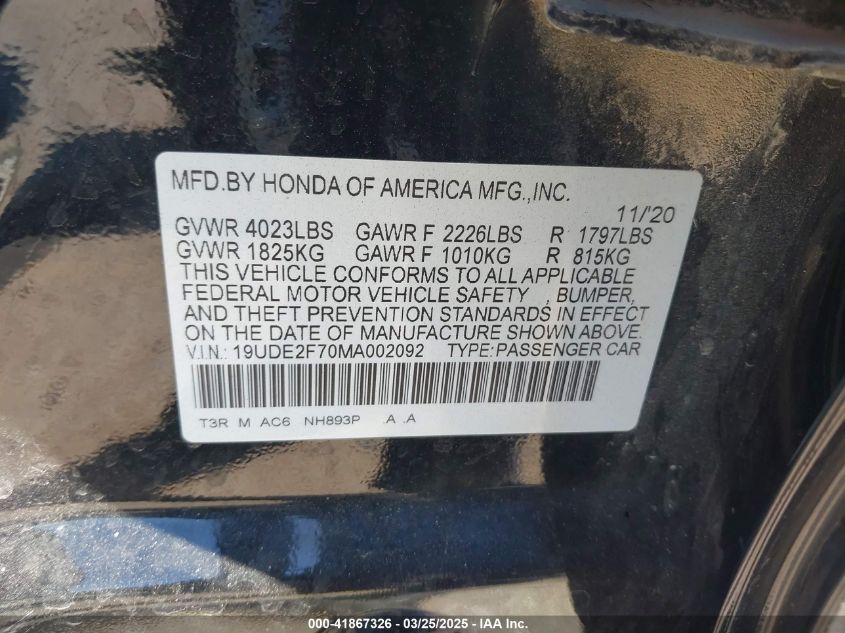 MFD.BY HONDA OF AMERICA MFG.,INC.
11/'20
GVWR 4023LBS GAWR F 2226LBS R 1797LBS
GVWR 1825KG GAWR F 1010KG R 815KG
THIS VEHICLE CONFORMS TO ALL APPLICABLE
FEDERAL MOTOR VEHICLE SAFETY , BUMPER,
AND THEFT PREVENTION STANDARDS IN EFFECT
ON THE DATE OF MANUFACTURE SHOWN ABOVE.
V.I.N.: 19UDE2F70MA002092 TYPE:PASSENGER CAR
T3R M AC6 NH893P .A .A
000-41867326 - 03/25/2025 - IAA Inc.